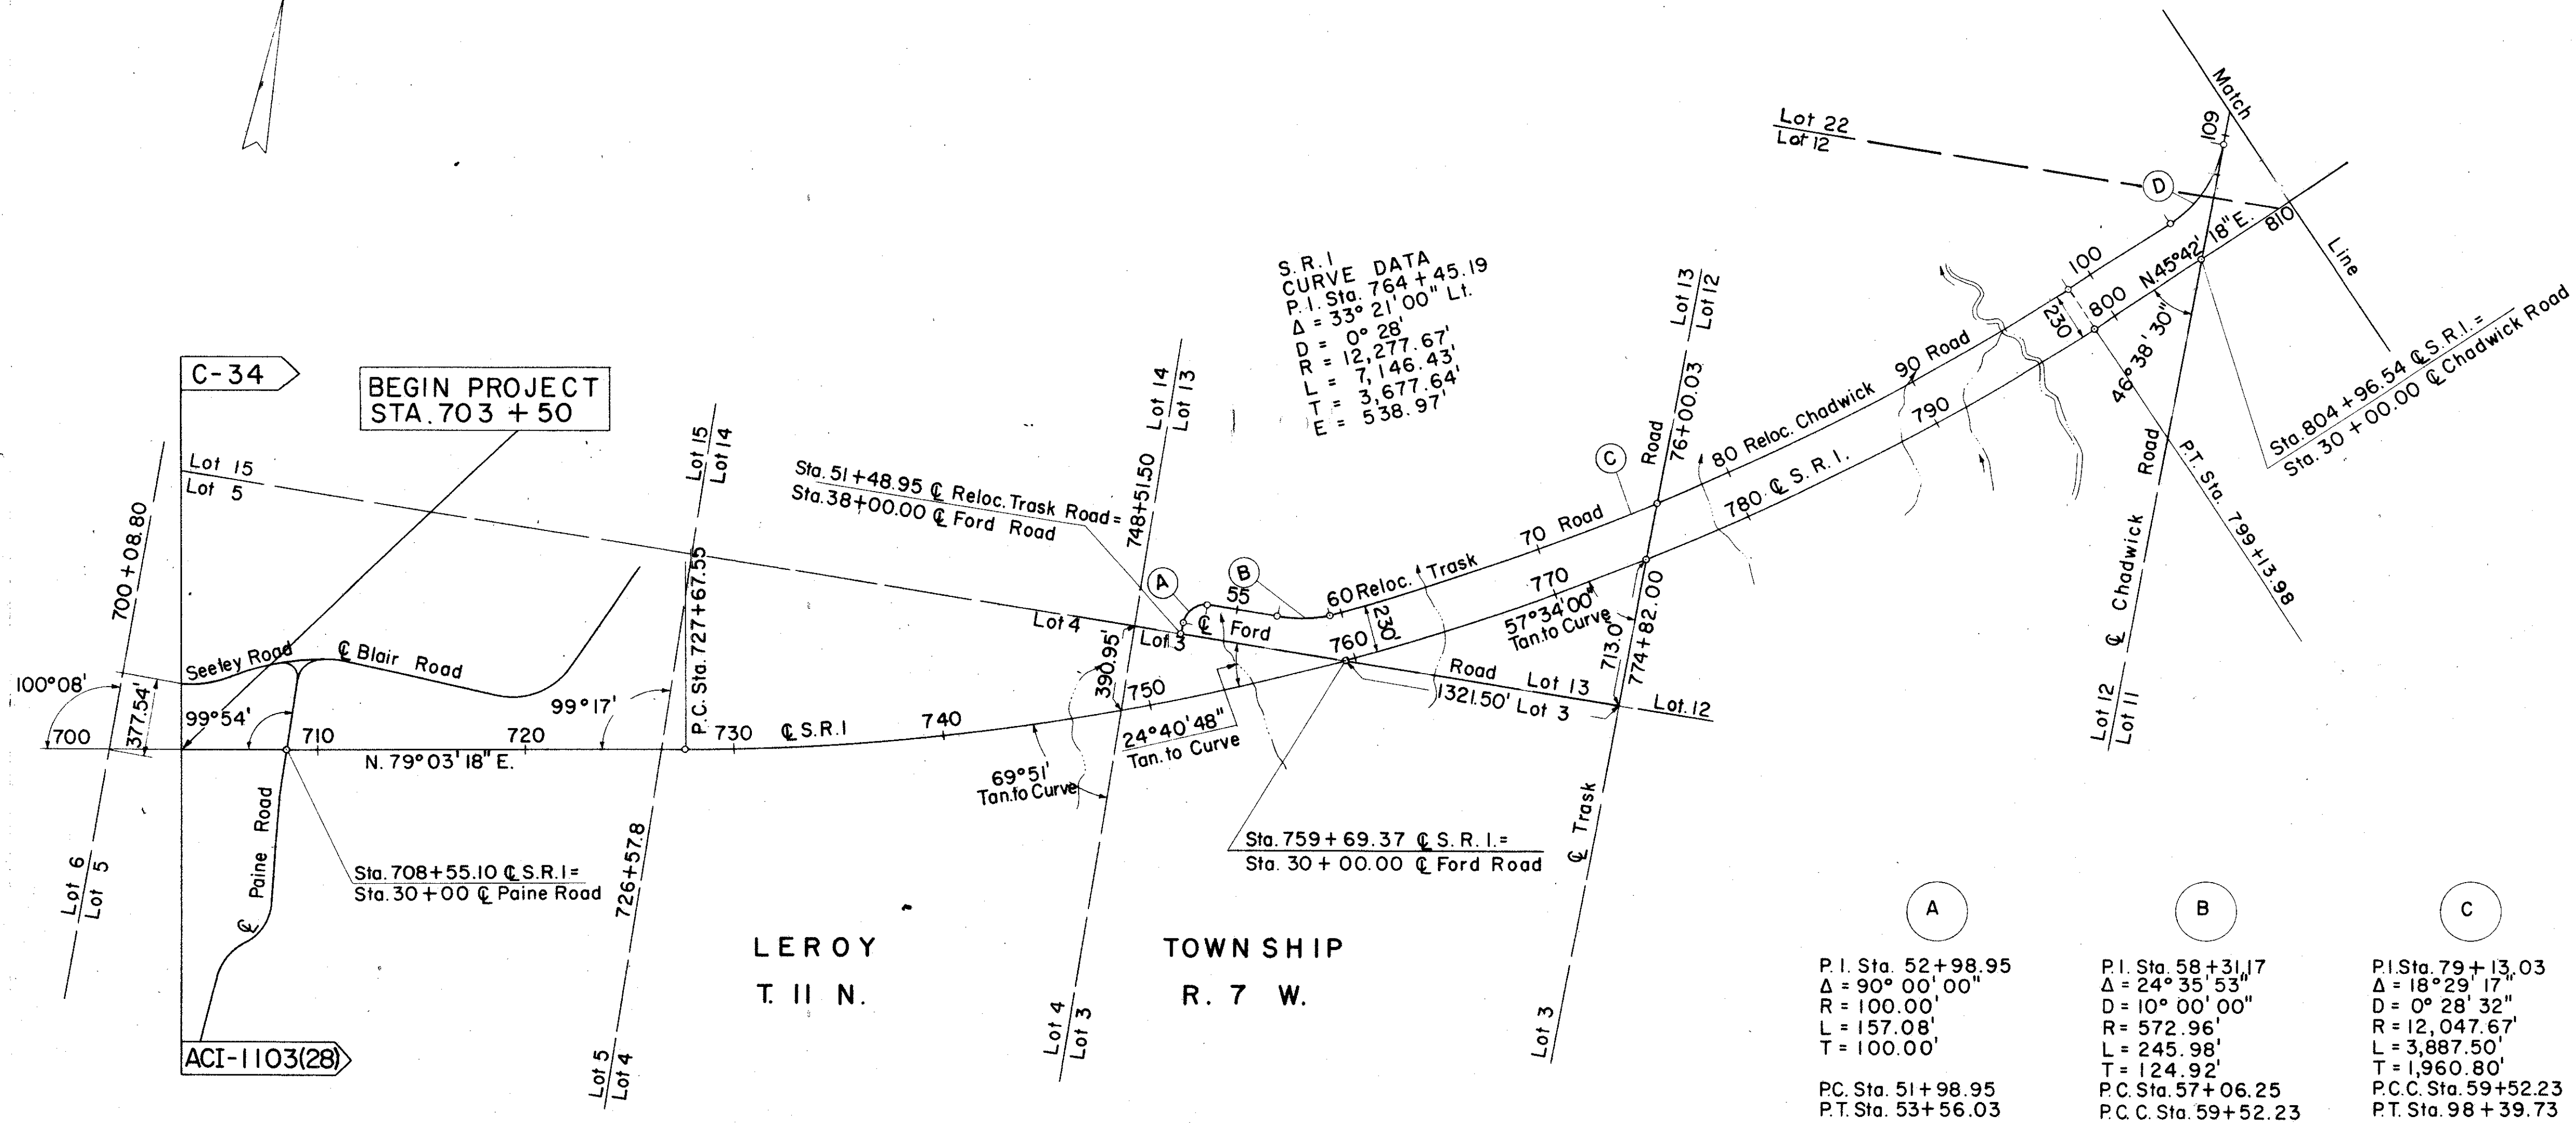 Match
Line
Lot 22
Lot 12
109
D
N45°42' 18"E.
810
100
800
230
46°38'30"
Sta. 804+96.54 ℄ S.R.1. =
Sta. 30+00.00 ℄ Chadwick Road
P.T. Sta. 799+13.98
℄ Chadwick Road
Lot 12
Lot 11
S.R.1
CURVE DATA
P.I. Sta. 764+45.19
Δ = 33° 21' 00" Lt.
D = 0° 28'
R = 12,277.67'
L = 7,146.43'
T = 3,677.64'
E = 538.97'
Lot 13
Lot 12
76+00.03
Road
C
80 Reloc. Chadwick 90 Road
780 ℄ S.R.1.
790
C-34
BEGIN PROJECT
STA. 703 + 50
Lot 15
Lot 5
Lot 15
Lot 14
Lot 14
Lot 13
748+51.50
700+08.80
Sta. 51+48.95 ℄ Reloc. Trask Road =
Sta. 38+00.00 ℄ Ford Road
P.C. Sta. 727+67.55
A
B
55
60 Reloc. Trask 70 Road
℄ Ford
Road
Lot 4
Lot 3
230'
760
770
57°34'00"
Tan. to Curve
713.0'
774+82.00
1321.50'
Lot 13
Lot 3
Lot 12
Seeley Road
℄ Blair Road
100°08'
377.54'
99°54'
99°17'
390.95'
700
710
720
730
℄ S.R.1
740
750
N. 79°03'18" E.
24°40'48"
Tan. to Curve
69°51'
Tan. to Curve
℄ Paine Road
℄ Trask
Sta. 708+55.10 ℄ S.R.1 =
Sta. 30+00 ℄ Paine Road
Sta. 759+69.37 ℄ S.R.1. =
Sta. 30+00.00 ℄ Ford Road
726+57.8
Lot 6
Lot 5
LEROY TOWNSHIP
T. 11 N. R. 7 W.
ACI-1103(28)
Lot 5
Lot 4
Lot 4
Lot 3
Lot 3
A
P.I. Sta. 52+98.95
Δ = 90° 00' 00"
R = 100.00'
L = 157.08'
T = 100.00'
P.C. Sta. 51+98.95
P.T. Sta. 53+56.03
B
P.I. Sta. 58+31.17
Δ = 24° 35' 53"
D = 10° 00' 00"
R = 572.96'
L = 245.98'
T = 124.92'
P.C. Sta. 57+06.25
P.C.C. Sta. 59+52.23
C
P.I. Sta. 79+13.03
Δ = 18° 29' 17"
D = 0° 28' 32"
R = 12,047.67'
L = 3,887.50'
T = 1,960.80'
P.C.C. Sta. 59+52.23
P.T. Sta. 98+39.73